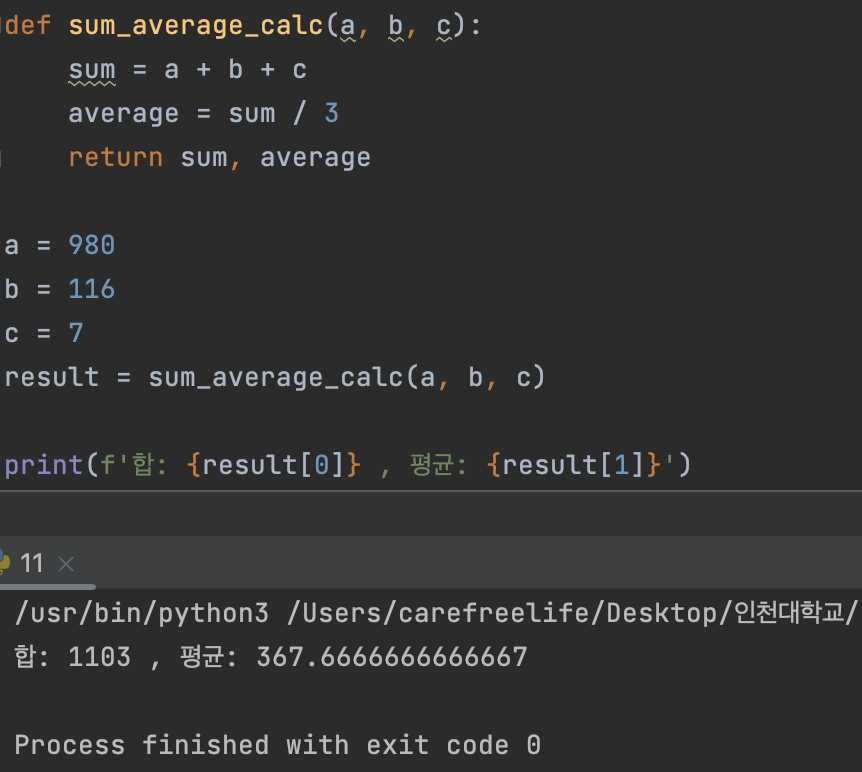 def sum_average_calc(a, b, c):
    sum = a + b + c
    average = sum / 3
    return sum, average

a = 980
b = 116
c = 7
result = sum_average_calc(a, b, c)

print(f'합: {result[0]} , 평균: {result[1]}')
11
/usr/bin/python3 /Users/carefreelife/Desktop/인천대학교/
합: 1103 , 평균: 367.6666666666667

Process finished with exit code 0